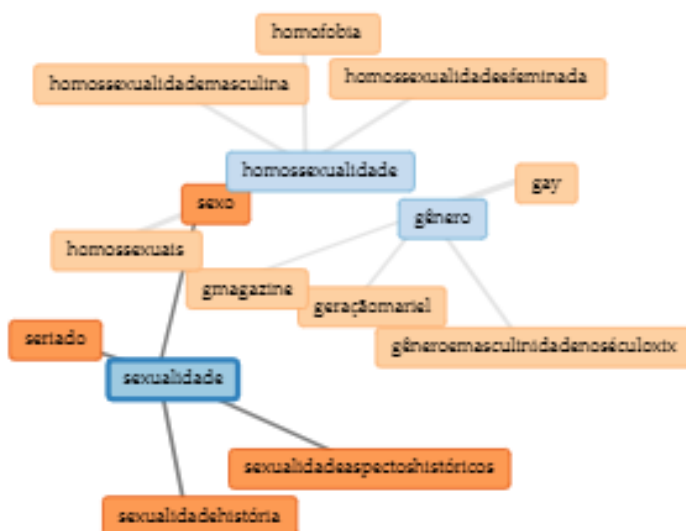 homofobia
homossexualidademasculina
homossexualidadeefeminada
homossexualidade
gay
sexo
gênero
homossexuais
gmagazine
geraçãomariel
seriado
gêneroemasculinidadenoséculoxix
sexualidade
sexualidadeaspectoshistóricos
sexualidadehistória